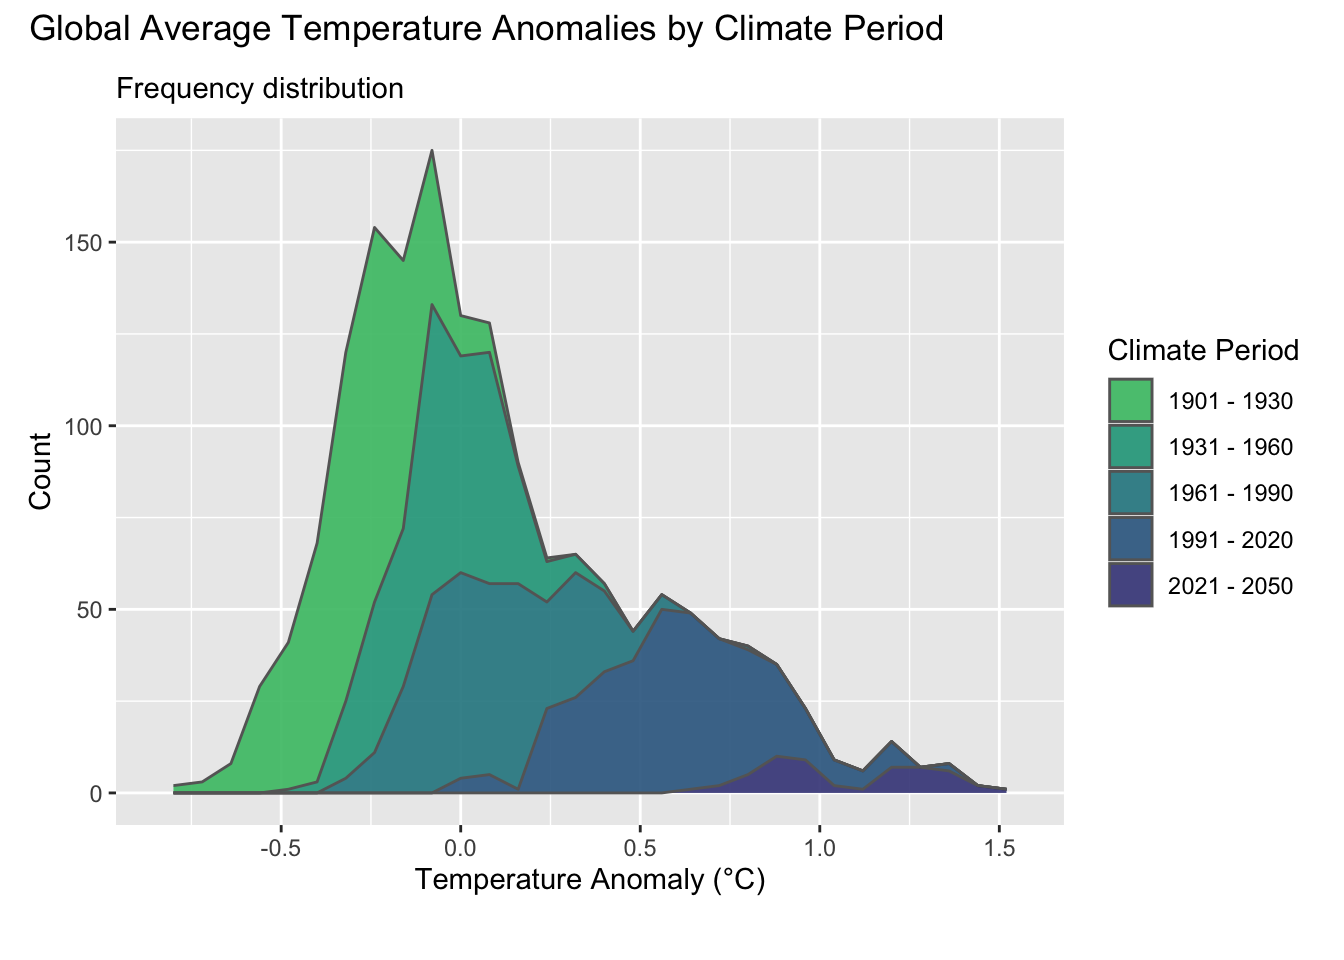 Global Average Temperature Anomalies by Climate Period
Frequency distribution
150
100
50
0
Count
-0.5
0.0
0.5
1.0
1.5
Temperature Anomaly (°C)
Climate Period
1901 - 1930
1931 - 1960
1961 - 1990
1991 - 2020
2021 - 2050